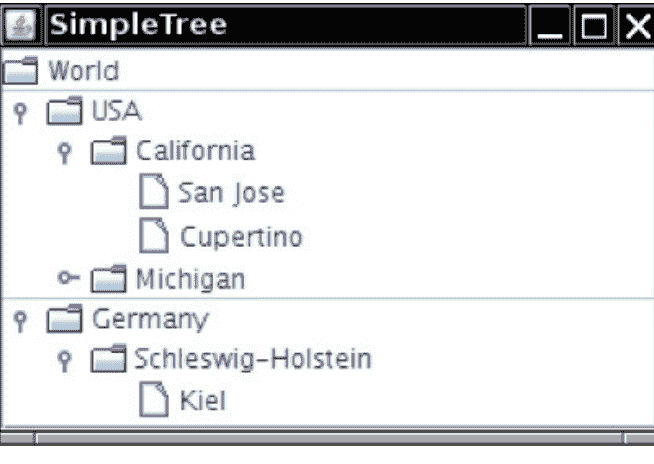 SimpleTree
World
USA
California
San Jose
Cupertino
Michigan
Germany
Schleswig-Holstein
Kiel